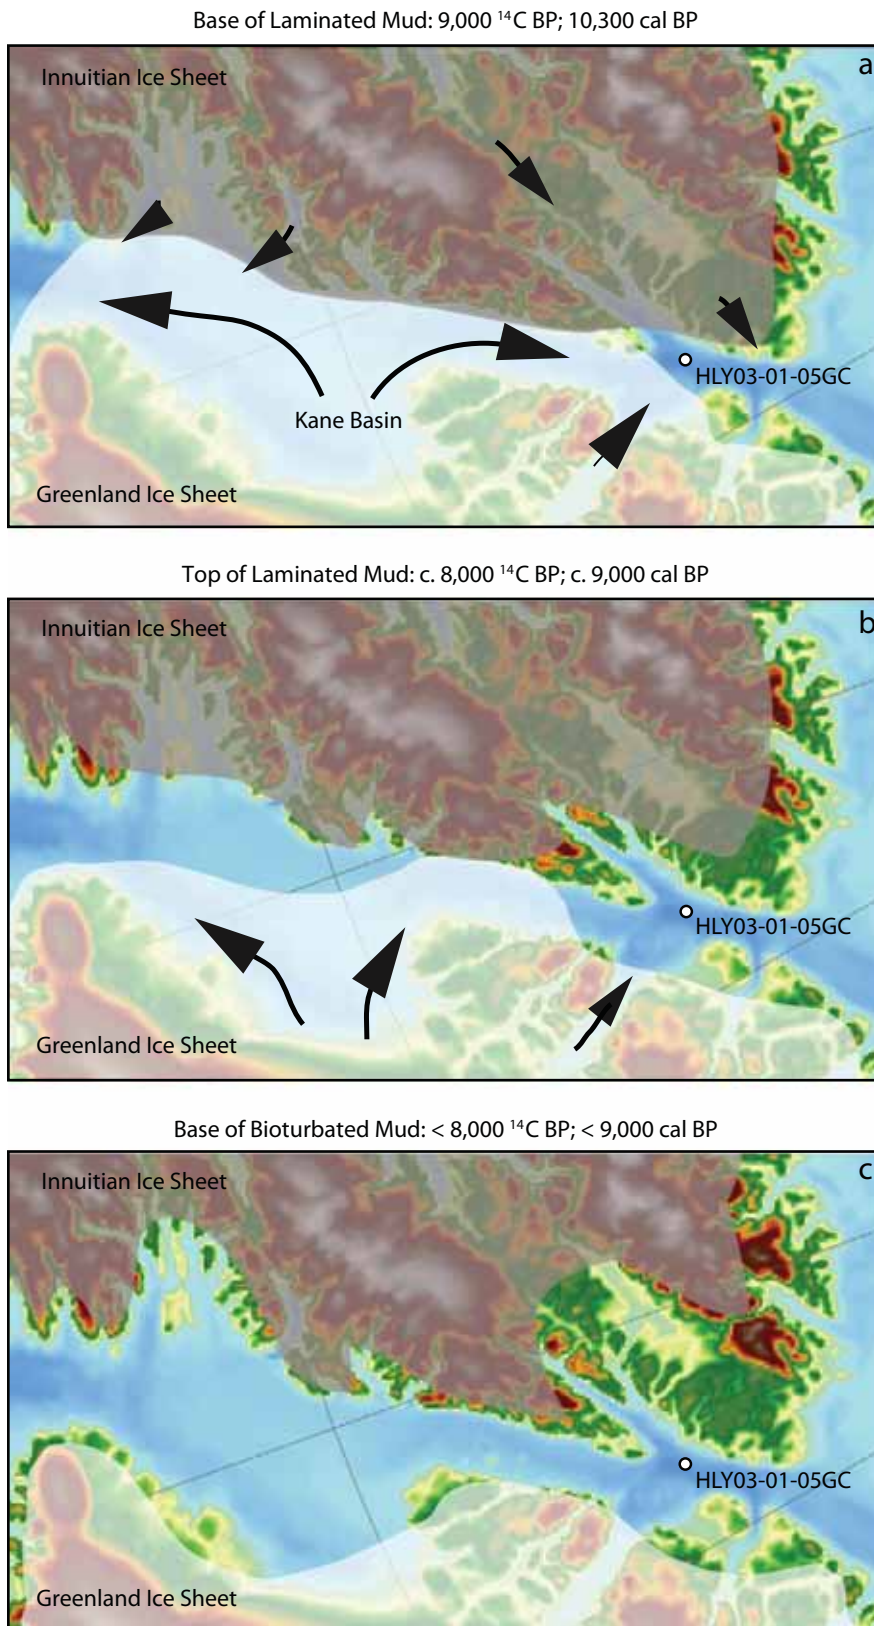 Base of Laminated Mud: 9,000 ¹⁴C BP; 10,300 cal BP
a
Innuitian Ice Sheet
HLY03-01-05GC
Kane Basin
Greenland Ice Sheet
Top of Laminated Mud: c. 8,000 ¹⁴C BP; c. 9,000 cal BP
b
Innuitian Ice Sheet
HLY03-01-05GC
Greenland Ice Sheet
Base of Bioturbated Mud: < 8,000 ¹⁴C BP; < 9,000 cal BP
c
Innuitian Ice Sheet
HLY03-01-05GC
Greenland Ice Sheet